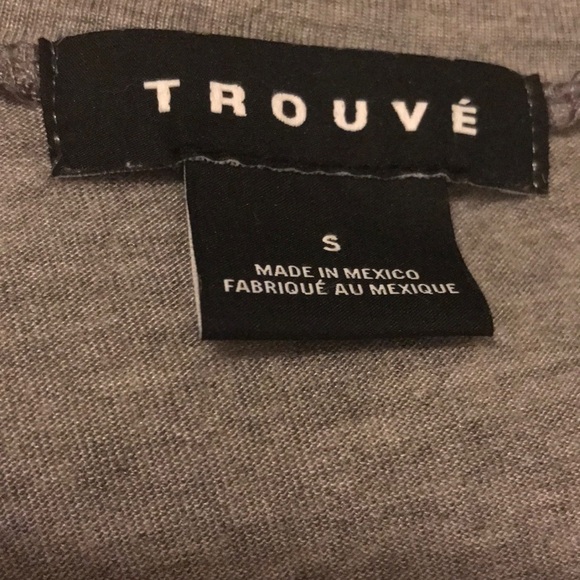 TROUVÉ
S
MADE IN MEXICO
FABRIQUÉ AU MEXIQUE